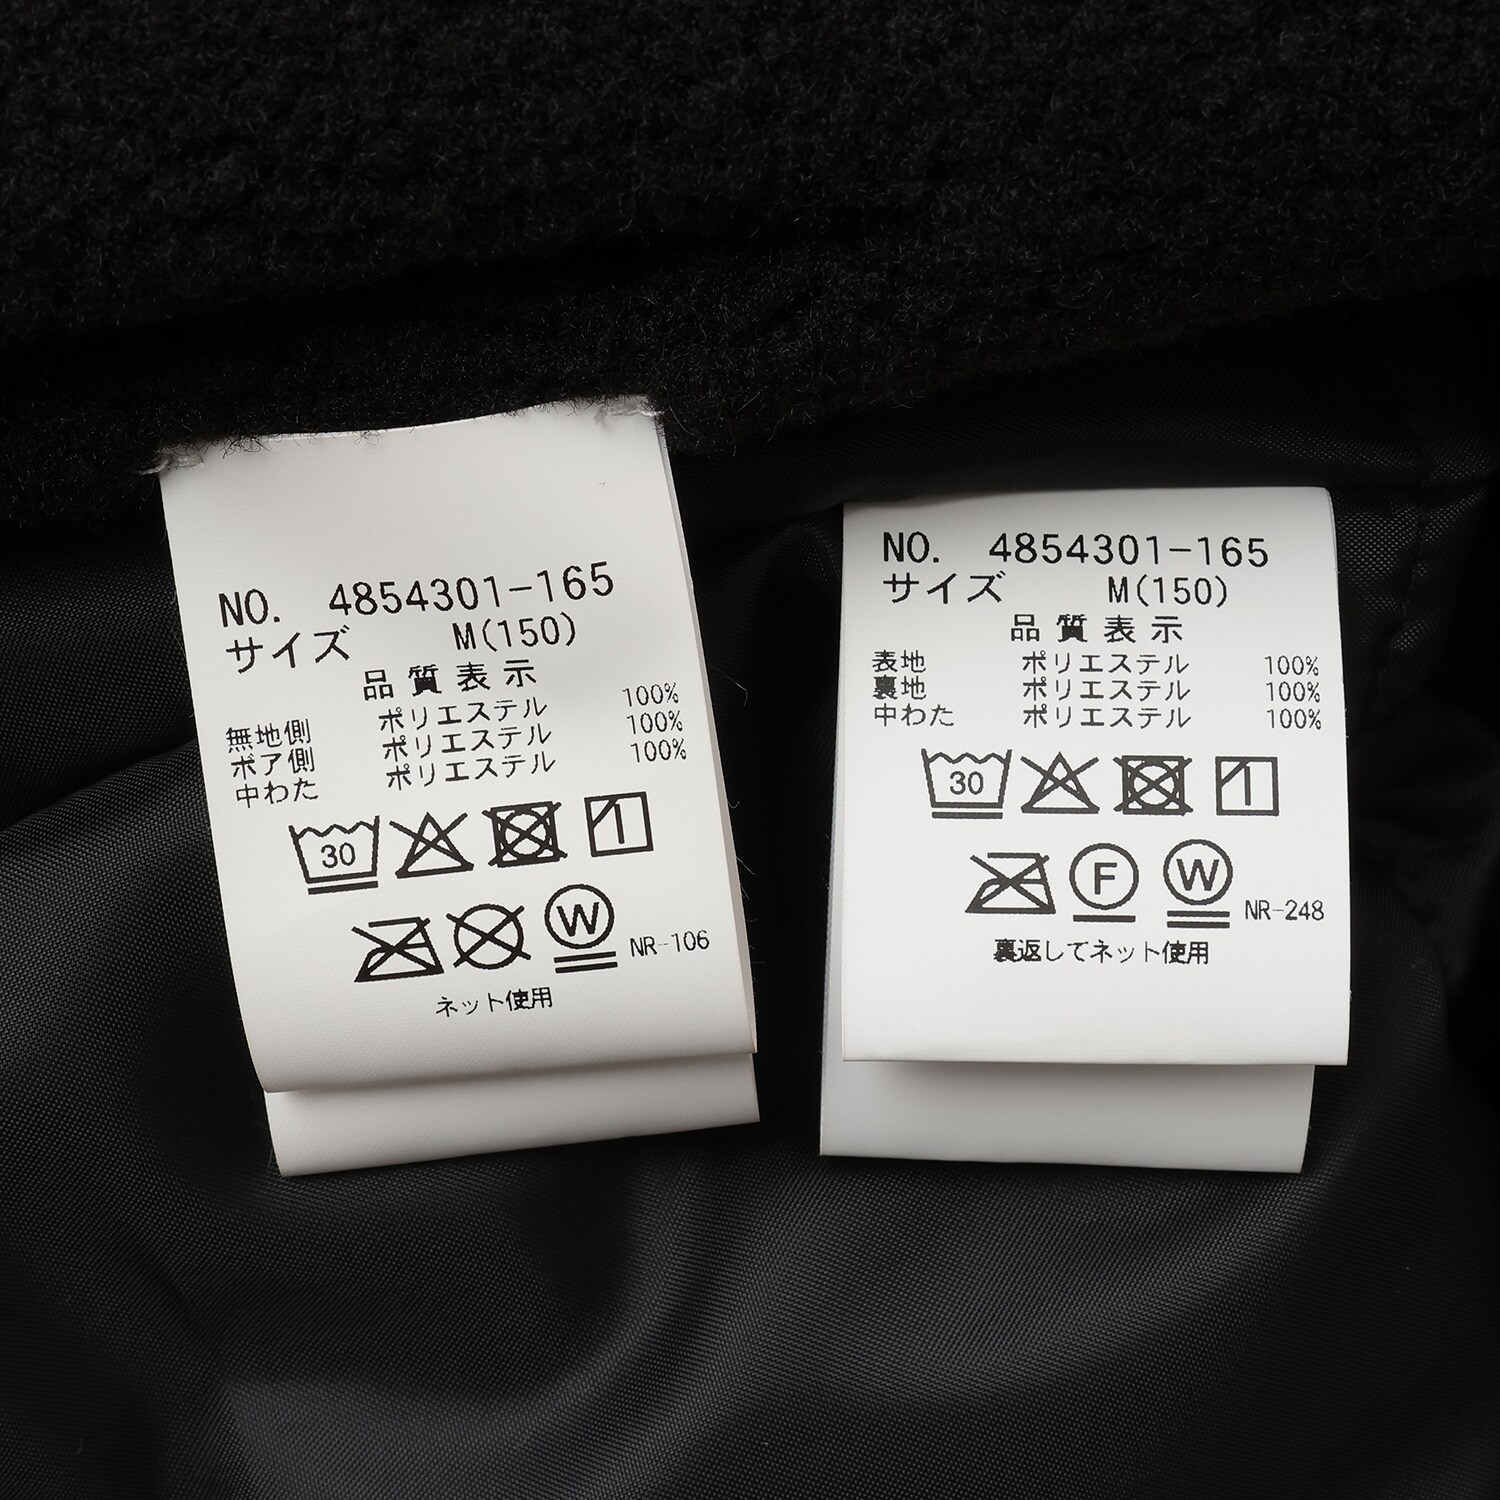 NO. 4854301-165
サイズ M(150)
品質表示
無地側 ポリエステル 100%
ボア側 ポリエステル 100%
中わた ポリエステル 100%
30
W NR-106
ネット使用
NO. 4854301-165
サイズ M(150)
品質表示
表地 ポリエステル 100%
裏地 ポリエステル 100%
中わた ポリエステル 100%
30
F W NR-248
裏返してネット使用